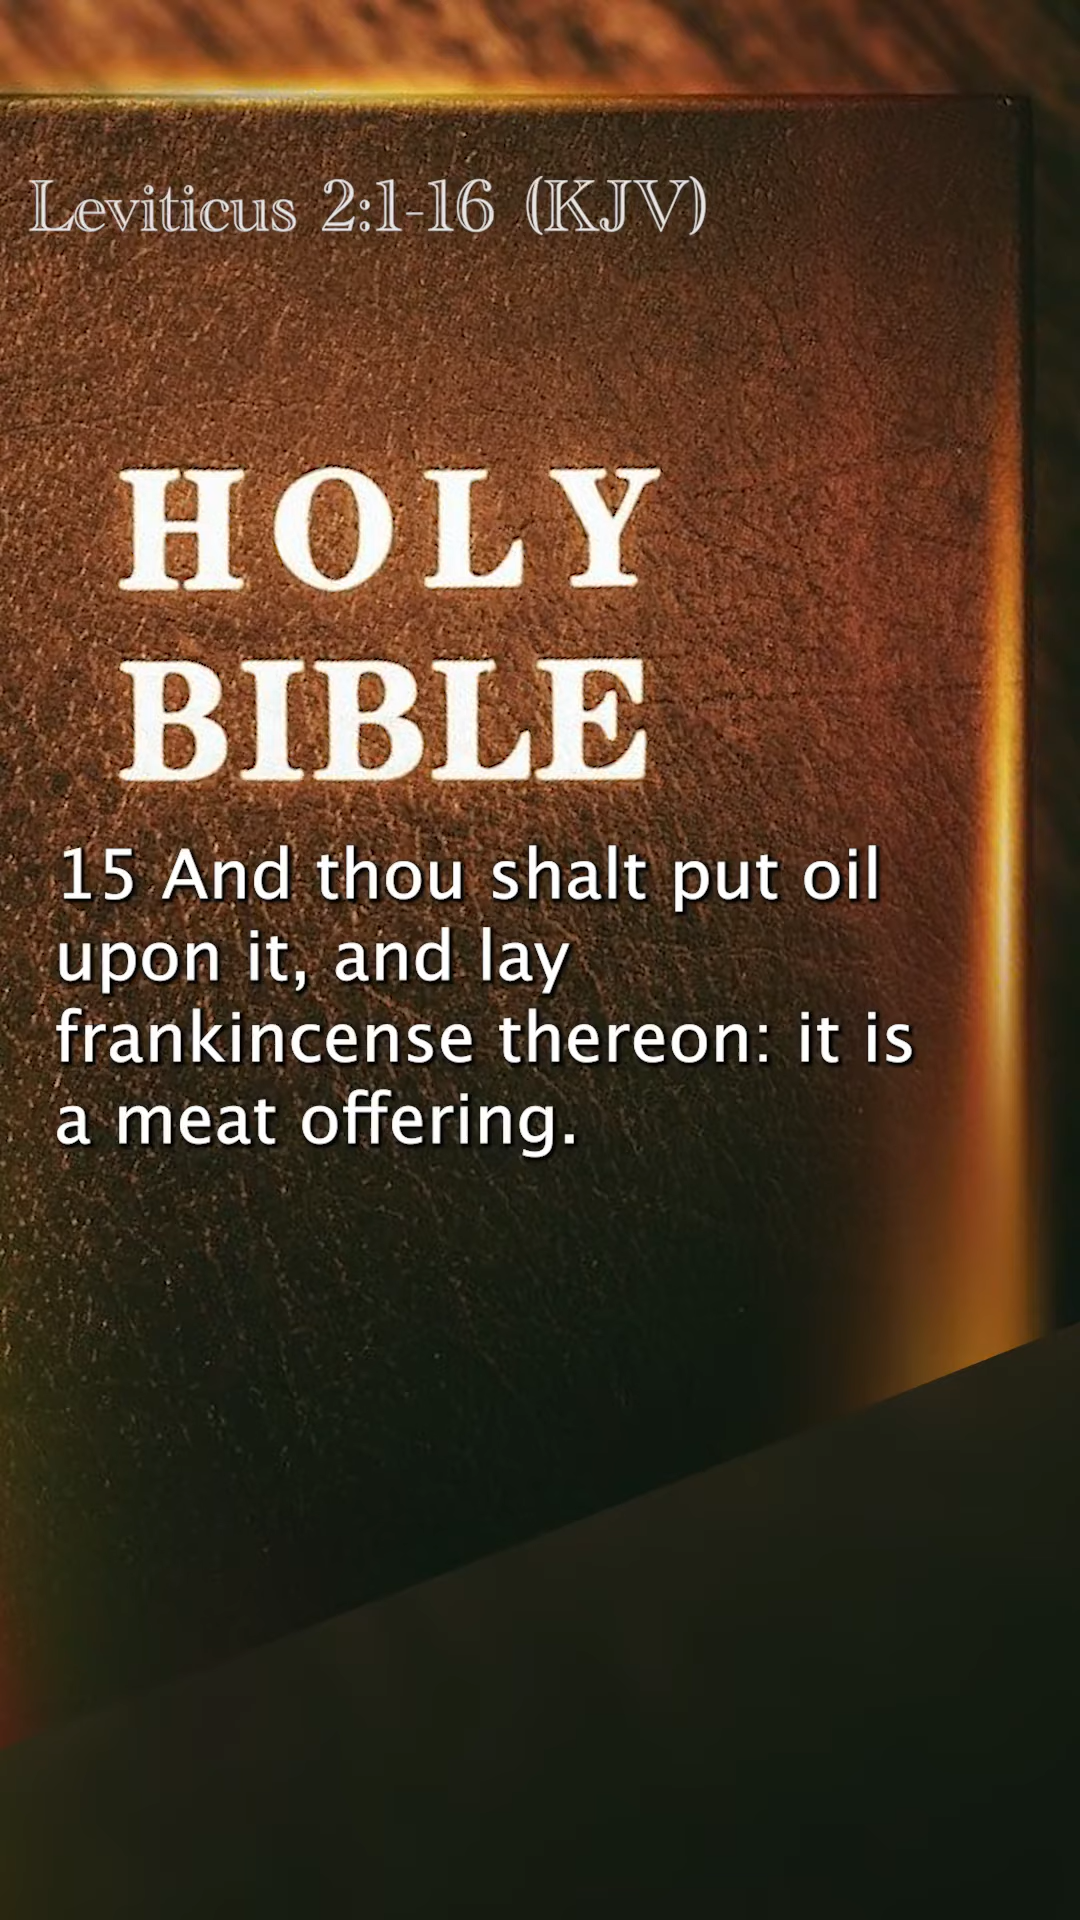 Leviticus 2:1-16 (KJV)
HOLY
BIBLE
15 And thou shalt put oil
upon it, and lay
frankincense thereon: it is
a meat offering.